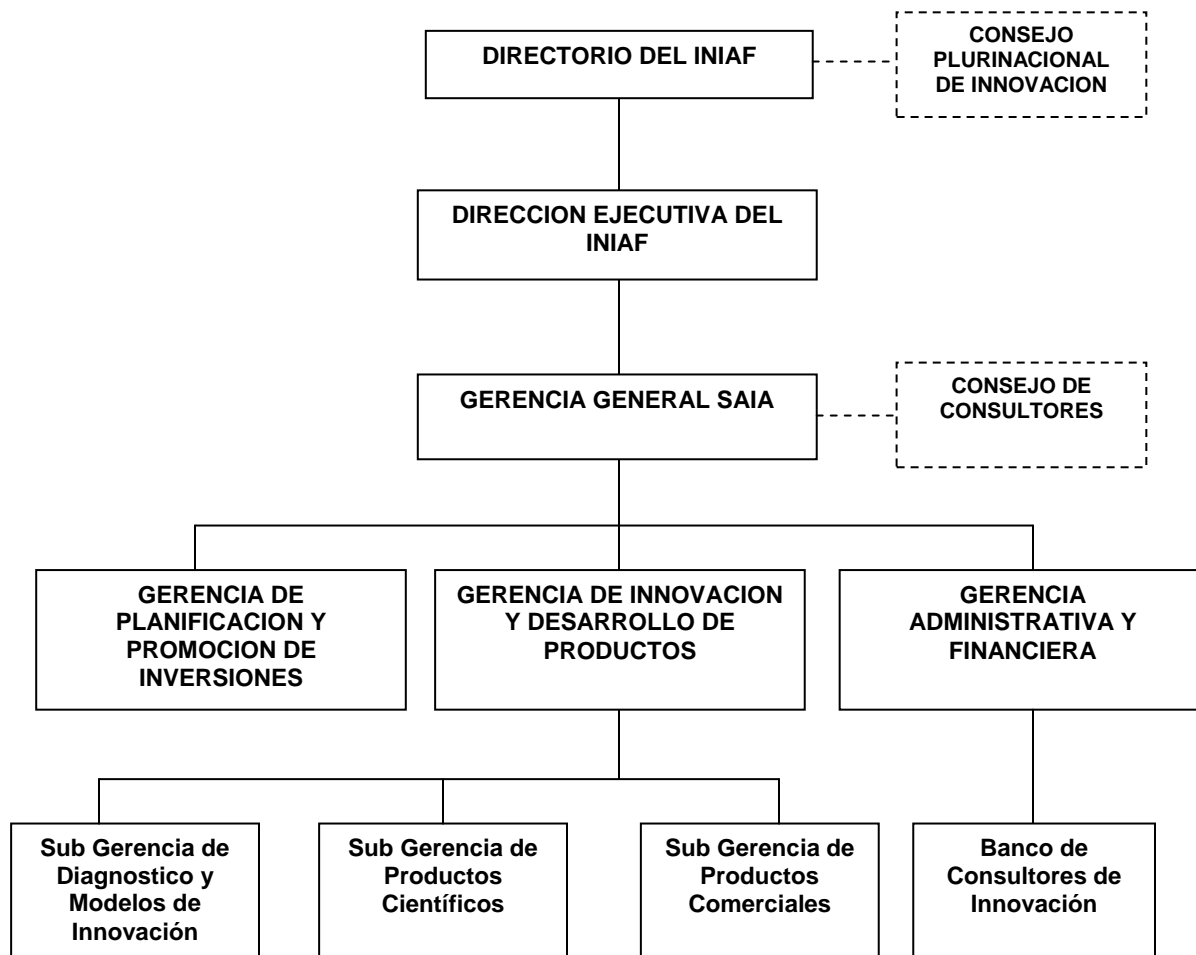 DIRECTORIO DEL INIAF
CONSEJO
PLURINACIONAL
DE INNOVACION
DIRECCION EJECUTIVA DEL
INIAF
GERENCIA GENERAL SAIA
CONSEJO DE
CONSULTORES
GERENCIA DE
PLANIFICACION Y
PROMOCION DE
INVERSIONES
GERENCIA DE INNOVACION
Y DESARROLLO DE
PRODUCTOS
GERENCIA
ADMINISTRATIVA Y
FINANCIERA
Sub Gerencia de
Diagnostico y
Modelos de
Innovación
Sub Gerencia de
Productos
Científicos
Sub Gerencia de
Productos
Comerciales
Banco de
Consultores de
Innovación